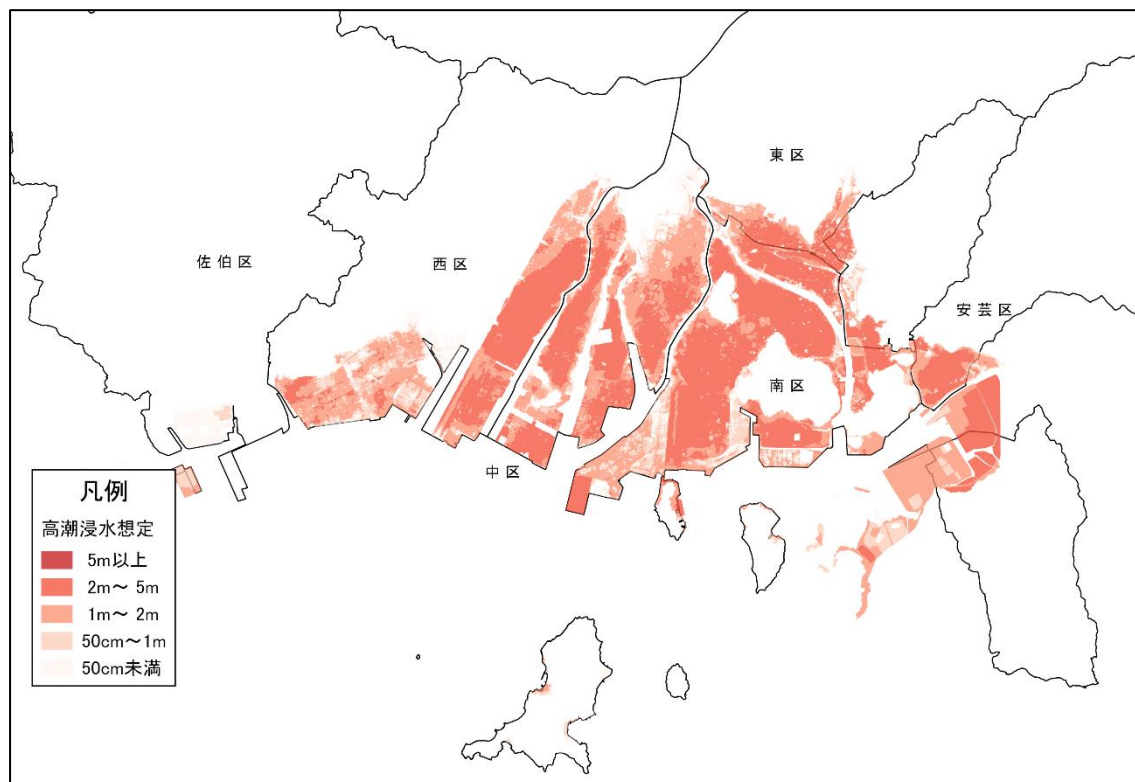 東区
佐伯区
西区
安芸区
南区
中区
凡例
高潮浸水想定
5m以上
2m～ 5m
1m～ 2m
50cm～1m
50cm未満